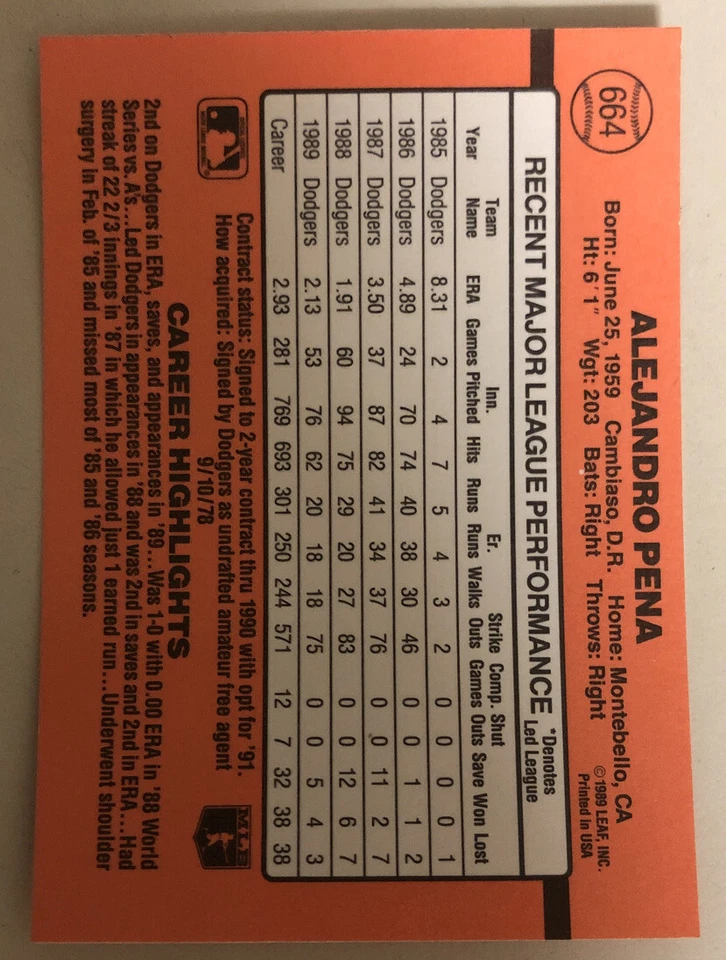 664
ALEJANDRO PENA
Born: June 25, 1959 Cambiaso, D.R. Home: Montebello, CA
Ht: 6'1" Wgt: 203 Bats: Right Throws: Right
© 1989 LEAF, INC.
Printed in USA
RECENT MAJOR LEAGUE PERFORMANCE
*Denotes
Led League
Year Team Name ERA Games Inn. Pitched Hits Runs Er. Runs Walks Strike Outs Comp. Games Shut Outs Save Won Lost
1985 Dodgers 8.31 2 4 7 5 4 3 2 0 0 0 0 1
1986 Dodgers 4.89 24 70 74 40 38 30 46 0 0 1 1 2
1987 Dodgers 3.50 37 87 82 41 34 37 76 0 0 11 2 7
1988 Dodgers 1.91 60 94 75 29 20 27 83 0 0 12 6 7
1989 Dodgers 2.13 53 76 62 20 18 18 75 0 0 5 4 3
Career 2.93 281 769 693 301 250 244 571 12 7 32 38 38
Contract status: Signed to 2-year contract thru 1990 with opt for '91.
How acquired: Signed by Dodgers as undrafted amateur free agent
9/10/78
MLB
CAREER HIGHLIGHTS
2nd on Dodgers in ERA, saves, and appearances in '89...Was 1-0 with 0.00 ERA in '88 World
Series vs. A's...Led Dodgers in appearances in '88 and was 2nd in saves and 2nd in ERA...Had
streak of 22 2/3 innings in '87 in which he allowed just 1 earned run...Underwent shoulder
surgery in Feb. of '85 and missed most of '85 and '86 seasons.